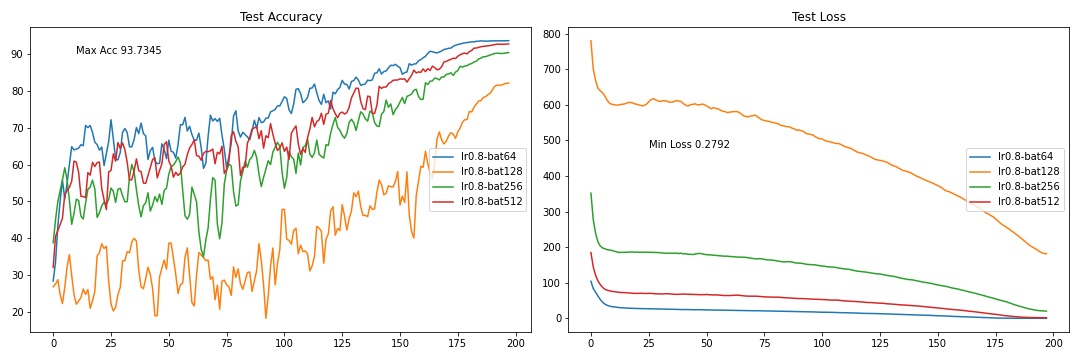 Test Accuracy
Max Acc 93.7345
90
80
70
60
50
40
30
20
lr0.8-bat64
lr0.8-bat128
lr0.8-bat256
lr0.8-bat512
0 25 50 75 100 125 150 175 200
Test Loss
800
700
600
500
400
300
200
100
0
Min Loss 0.2792
lr0.8-bat64
lr0.8-bat128
lr0.8-bat256
lr0.8-bat512
0 25 50 75 100 125 150 175 200